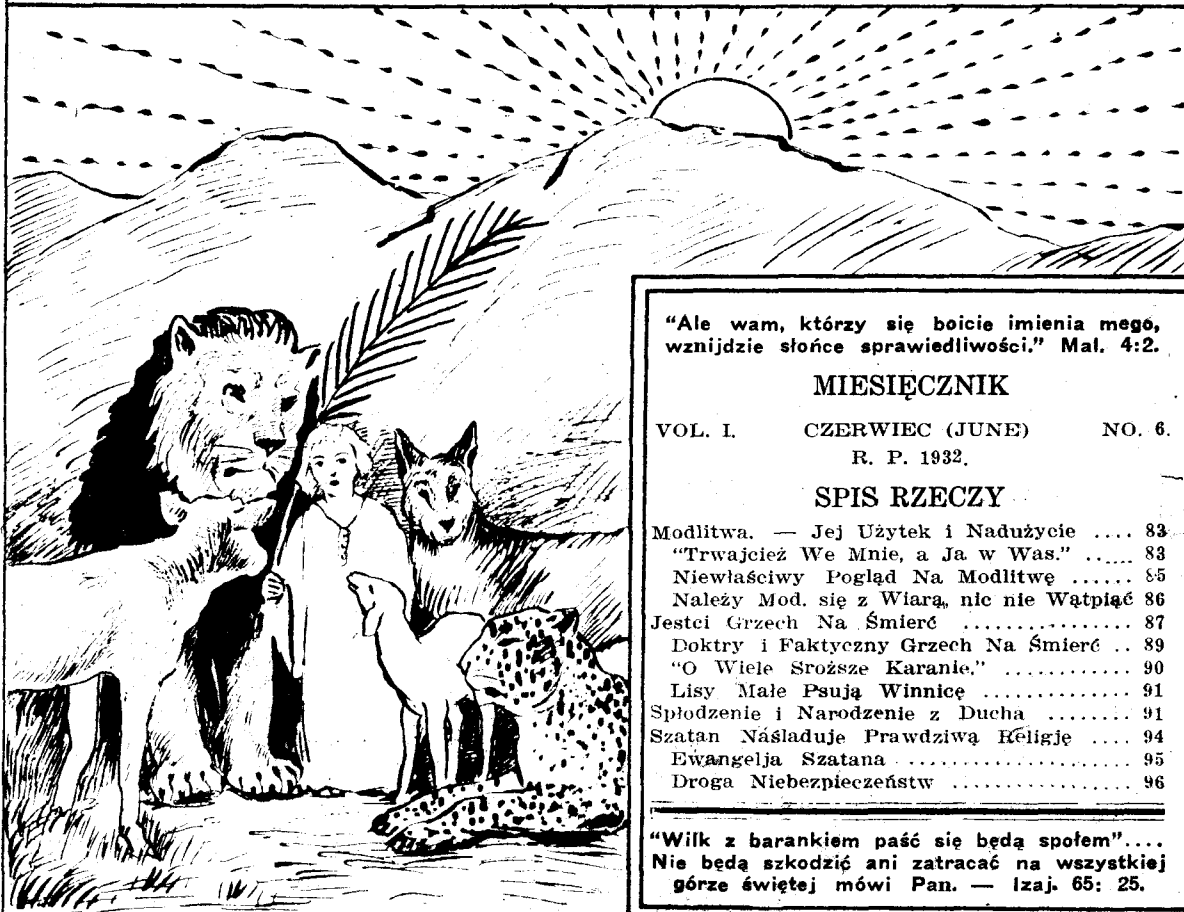 "Ale wam, którzy się boicie imienia mego,
wznijdzie słońce sprawiedliwości." Mal. 4:2.
MIESIĘCZNIK
VOL. I. CZERWIEC (JUNE) NO. 6.
R. P. 1932.
SPIS RZECZY
Modlitwa. — Jej Użytek i Nadużycie .... 83
"Trwajcież We Mnie, a Ja w Was." ...... 83
Niewłaściwy Pogląd Na Modlitwę ...... 85
Należy Mod. się z Wiarą, nic nie Wątpiąć 86
Jestci Grzech Na Śmierć ............... 87
Doktry i Faktyczny Grzech Na Śmierć .. 89
"O Wiele Sroższe Karanie." ............ 90
Lisy Małe Psują Winnicę .............. 91
Spłodzenie i Narodzenie z Ducha ........ 91
Szatan Naśladuje Prawdziwą Religję .... 94
Ewangelja Szatana .................... 95
Droga Niebezpieczeństw ................ 96
"Wilk z barankiem paść się będą społem"....
Nie będą szkodzić ani zatracać na wszystkiej
górze świętej mówi Pan. — Izaj. 65: 25.